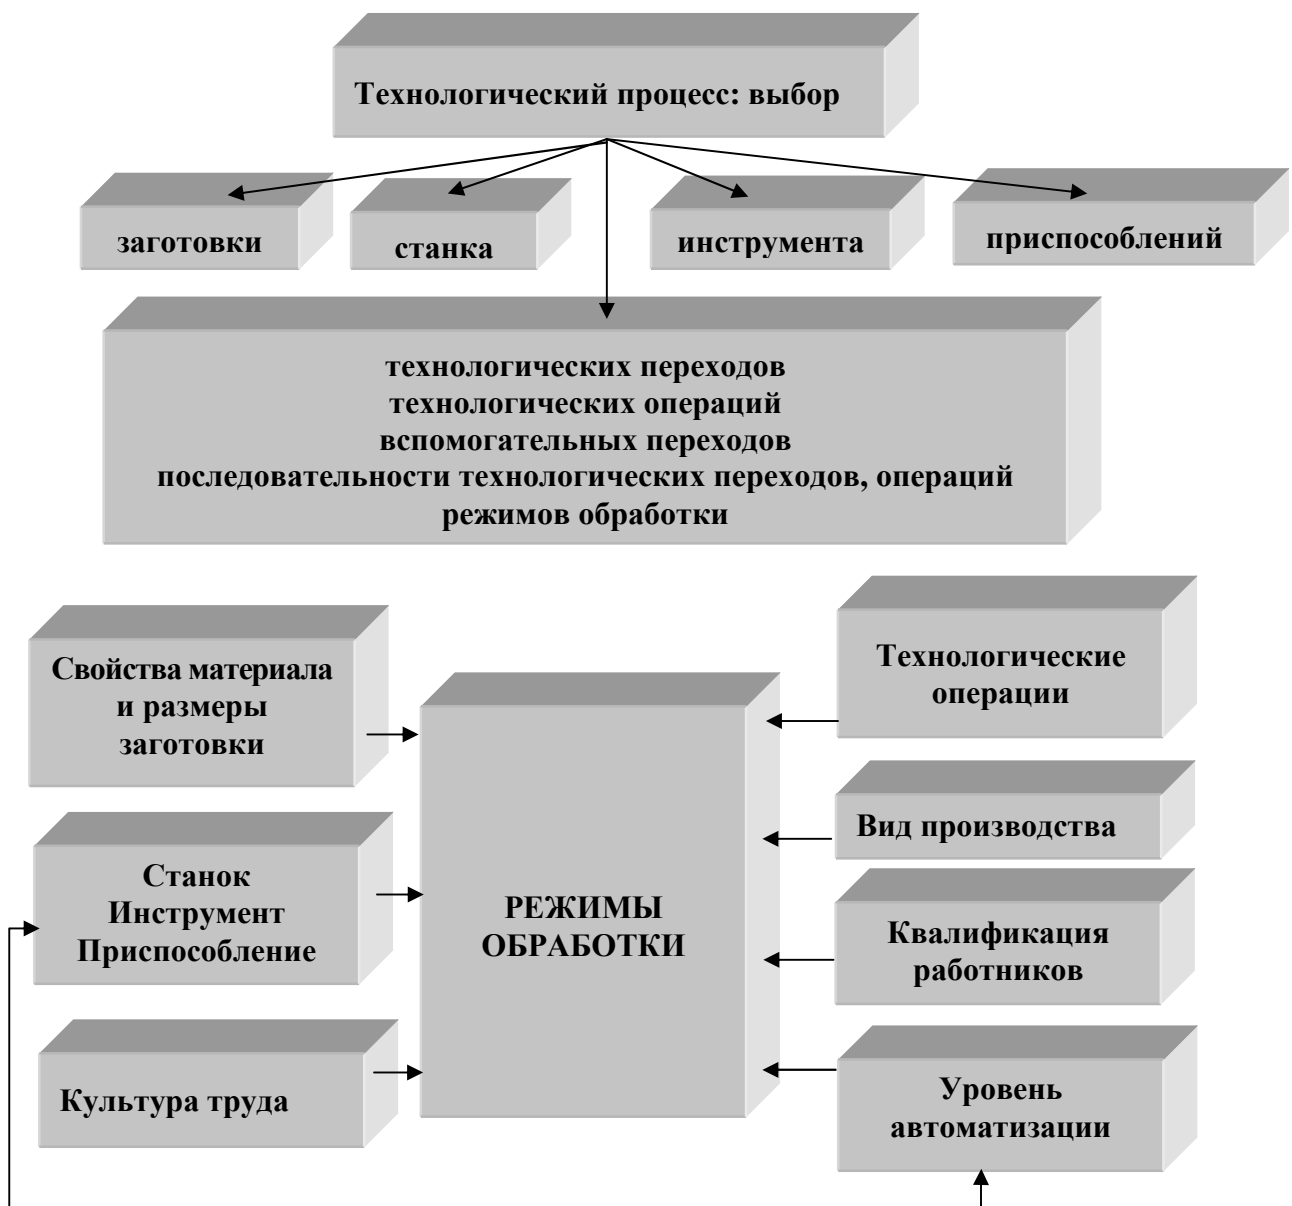 Технологический процесс: выбор
заготовки
станка
инструмента
приспособлений
технологических переходов
технологических операций
вспомогательных переходов
последовательности технологических переходов, операций
режимов обработки
Свойства материала
и размеры
заготовки
Станок
Инструмент
Приспособление
Культура труда
РЕЖИМЫ
ОБРАБОТКИ
Технологические
операции
Вид производства
Квалификация
работников
Уровень
автоматизации